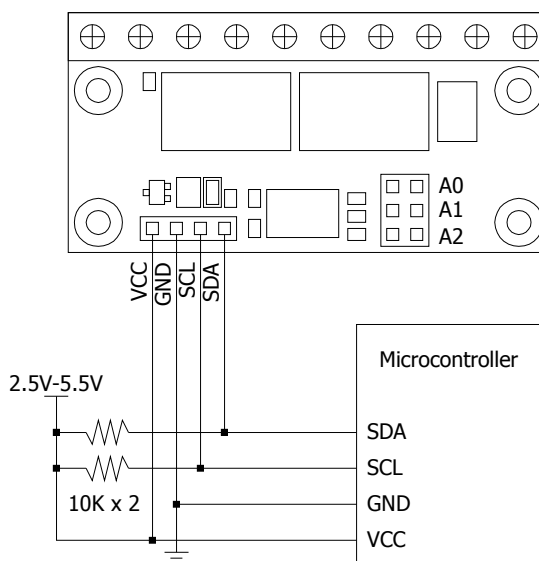 A0
A1
A2
VCC
GND
SCL
SDA
Microcontroller
2.5V-5.5V
SDA
SCL
10K x 2
GND
VCC